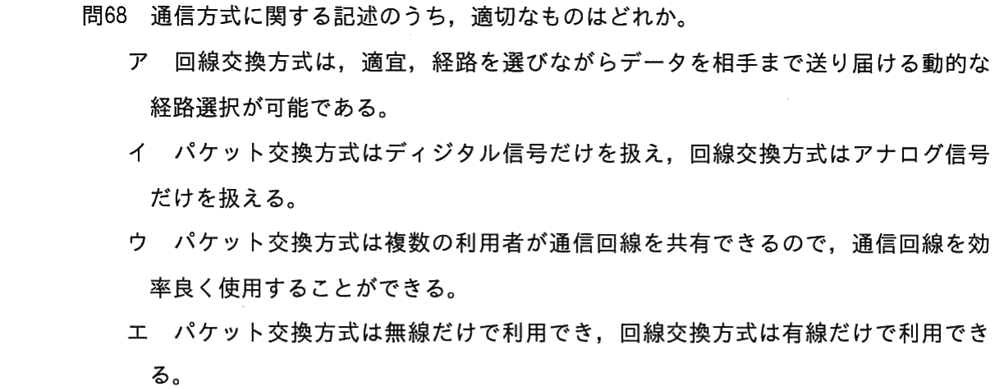 問68 通信方式に関する記述のうち，適切なものはどれか。
ア 回線交換方式は，適宜，経路を選びながらデータを相手まで送り届ける動的な
経路選択が可能である。
イ パケット交換方式はディジタル信号だけを扱え，回線交換方式はアナログ信号
だけを扱える。
ウ パケット交換方式は複数の利用者が通信回線を共有できるので，通信回線を効
率良く使用することができる。
エ パケット交換方式は無線だけで利用でき，回線交換方式は有線だけで利用でき
る。